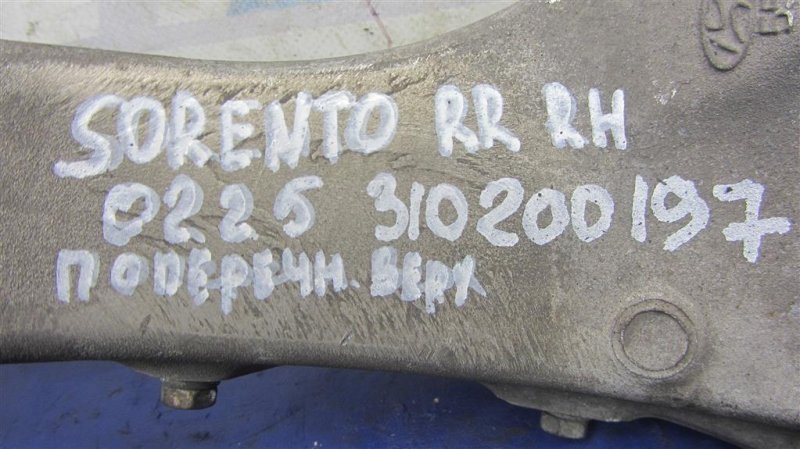 SORENTO RR RH
0225 310200197
ПОПЕРЕЧН. ВЕРХ